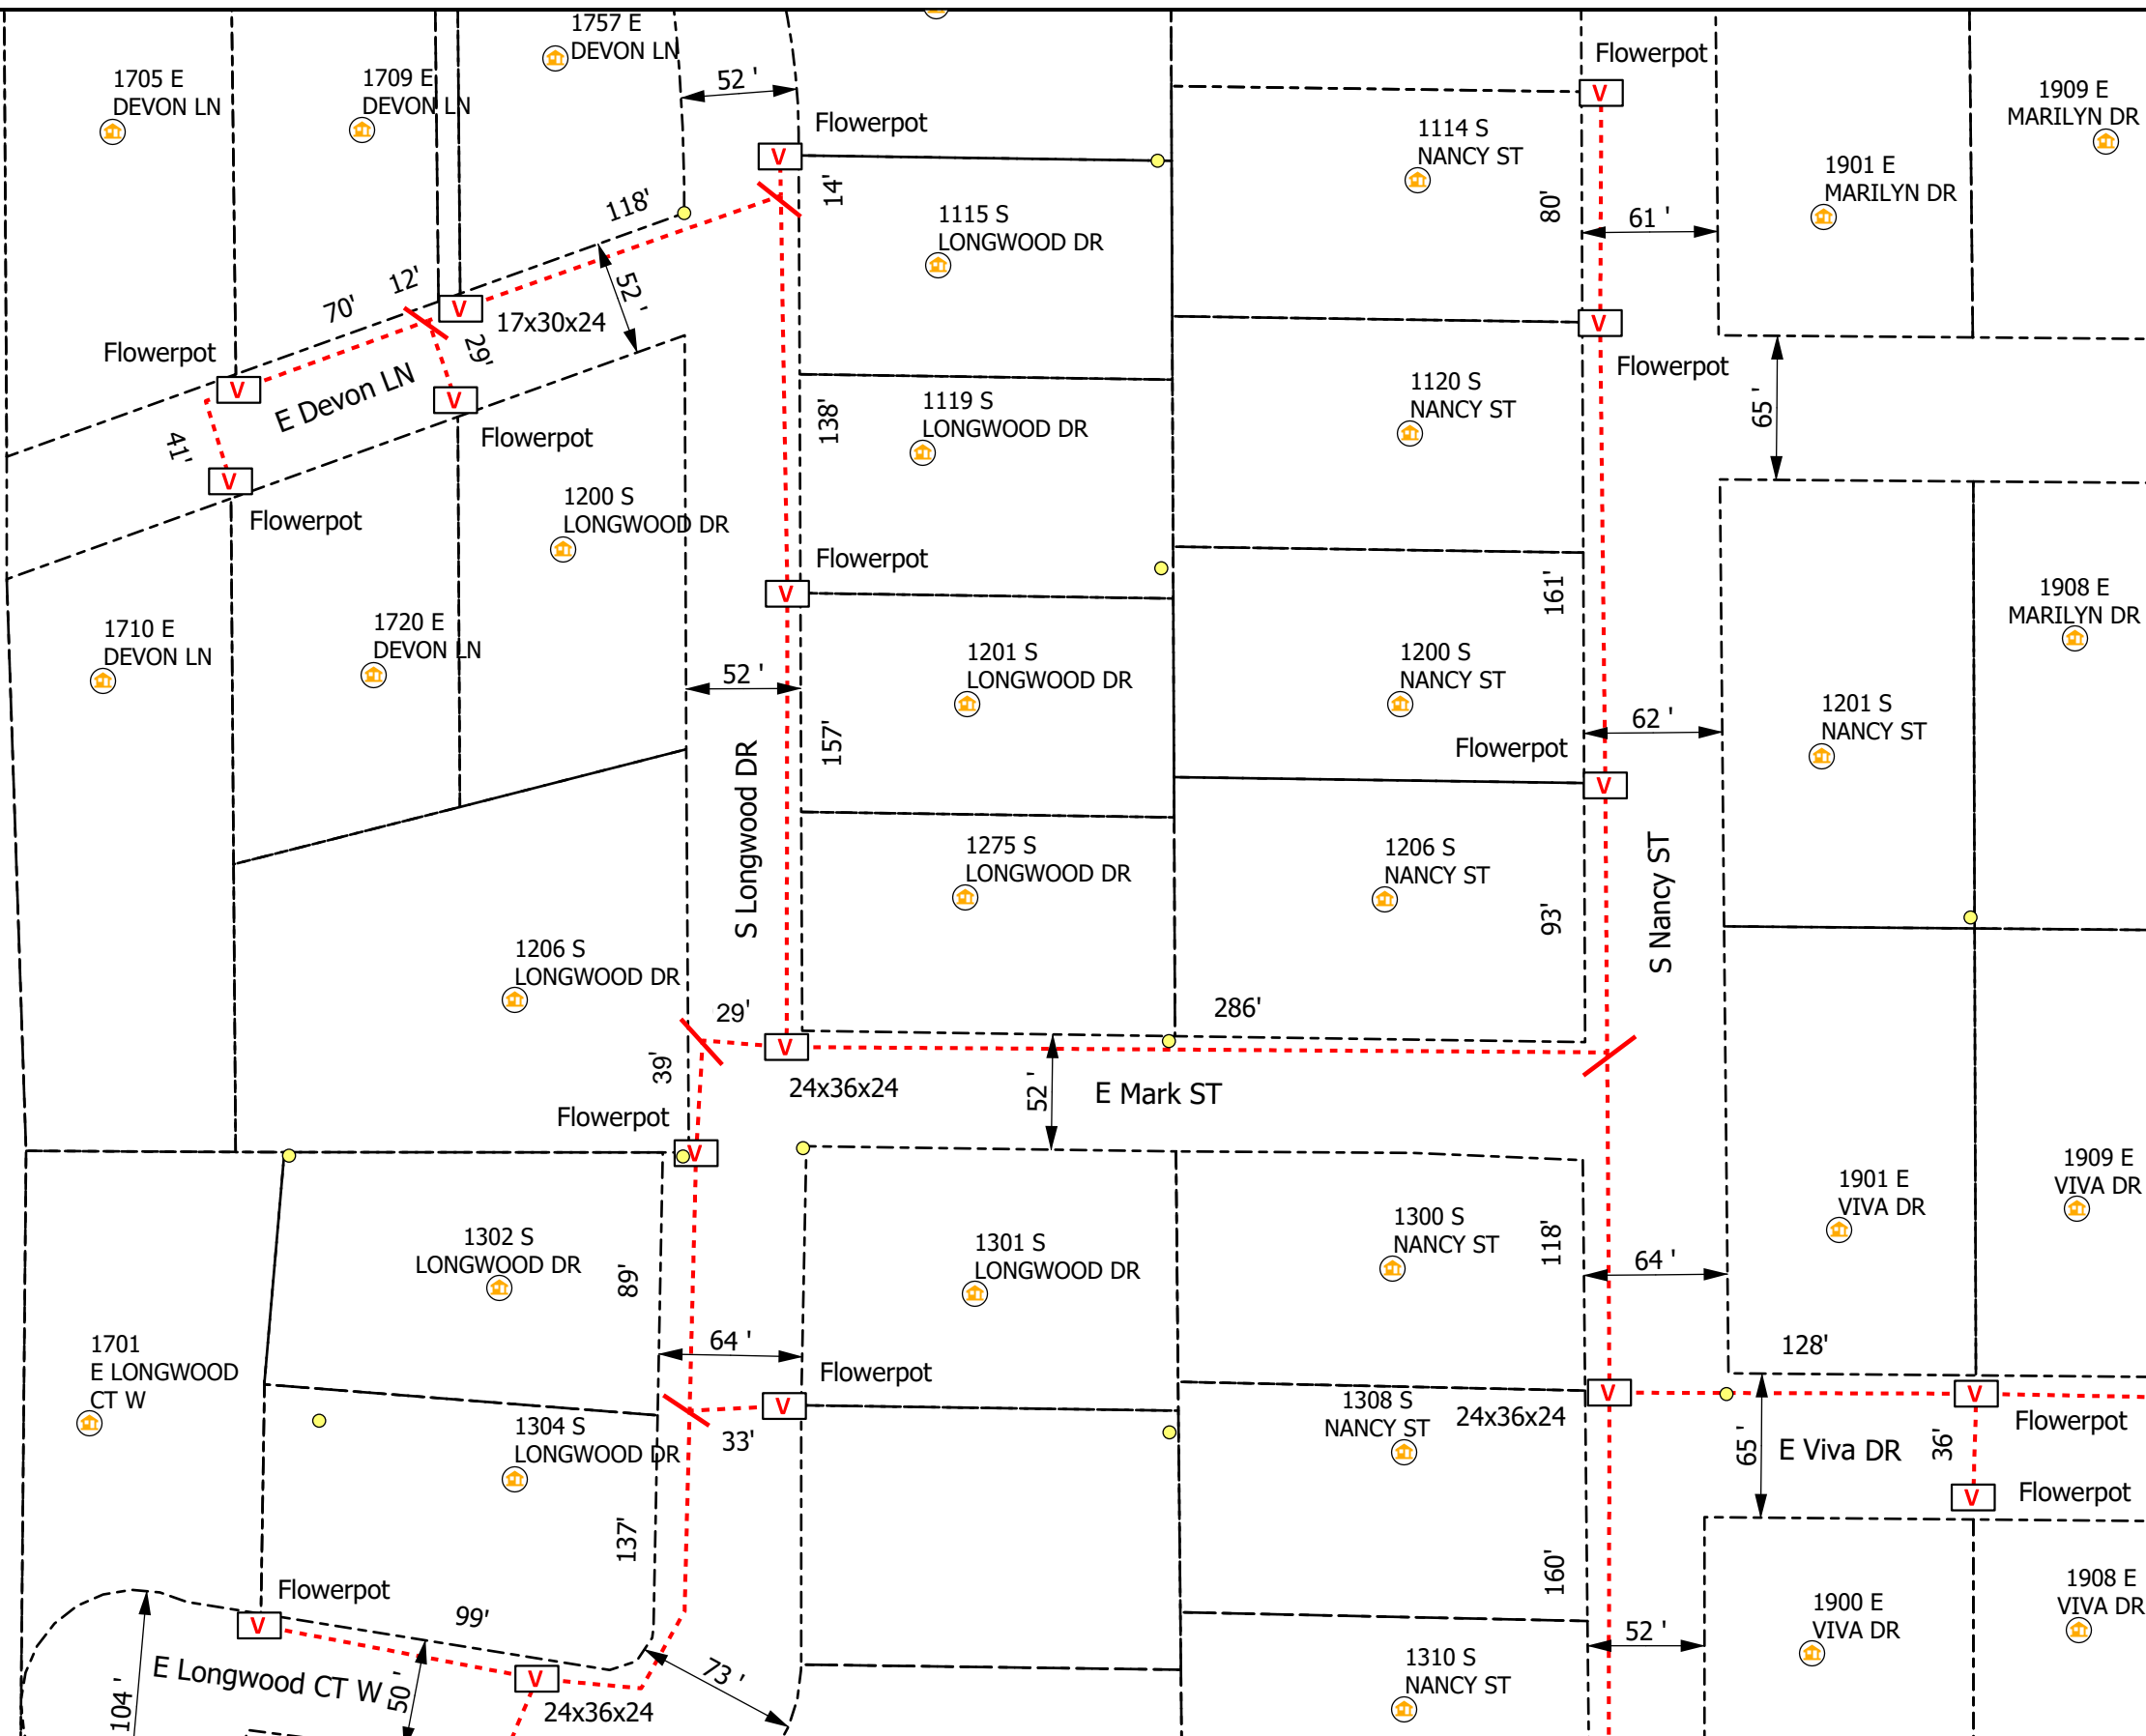 1757 E
DEVON LN
1705 E
DEVON LN
1709 E
DEVON LN
52 '
Flowerpot
V
14'
118'
1115 S
LONGWOOD DR
Flowerpot
V
1114 S
NANCY ST
80'
61 '
1901 E
MARILYN DR
1909 E
MARILYN DR
12'
70'
V
17x30x24
52 '
29'
Flowerpot
V
E Devon LN
V
Flowerpot
41'
V
Flowerpot
138'
1119 S
LONGWOOD DR
V
Flowerpot
1120 S
NANCY ST
65 '
1200 S
LONGWOOD DR
Flowerpot
V
161'
1710 E
DEVON LN
1720 E
DEVON LN
52 '
1201 S
LONGWOOD DR
1200 S
NANCY ST
Flowerpot
V
62 '
1201 S
NANCY ST
1908 E
MARILYN DR
157'
S Longwood DR
1275 S
LONGWOOD DR
1206 S
NANCY ST
93'
S Nancy ST
1206 S
LONGWOOD DR
29'
V
24x36x24
286'
39'
52 '
E Mark ST
Flowerpot
V
1302 S
LONGWOOD DR
89'
1301 S
LONGWOOD DR
1300 S
NANCY ST
118'
64 '
1901 E
VIVA DR
1909 E
VIVA DR
1701
E LONGWOOD
CT W
64 '
Flowerpot
V
33'
1304 S
LONGWOOD DR
1308 S
NANCY ST
24x36x24
V
128'
V
Flowerpot
65 '
E Viva DR
36'
V
Flowerpot
137'
160'
Flowerpot
V
99'
E Longwood CT W
104 '
50 '
V
24x36x24
73 '
1310 S
NANCY ST
52 '
1900 E
VIVA DR
1908 E
VIVA DR